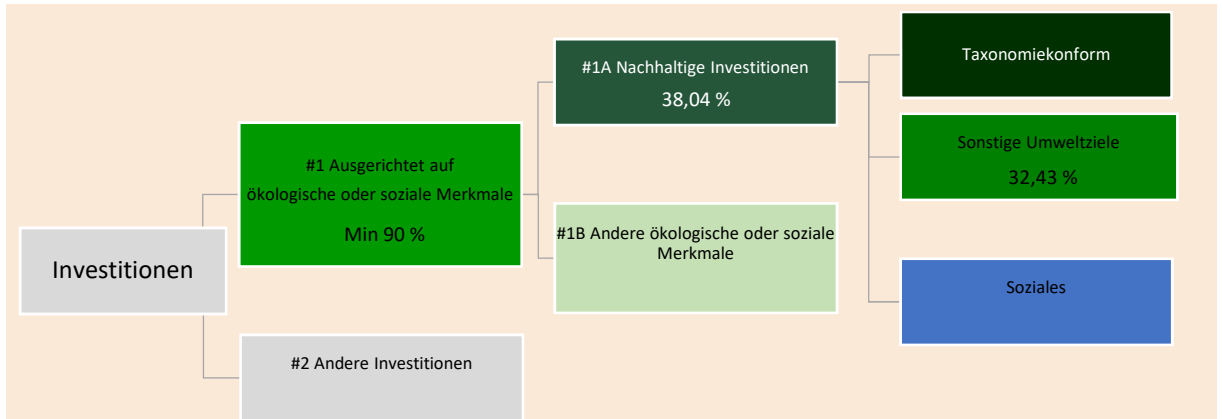 Investitionen
#1 Ausgerichtet auf
ökologische oder soziale Merkmale
Min 90 %
#2 Andere Investitionen
#1A Nachhaltige Investitionen
38,04 %
#1B Andere ökologische oder soziale
Merkmale
Taxonomiekonform
Sonstige Umweltziele
32,43 %
Soziales